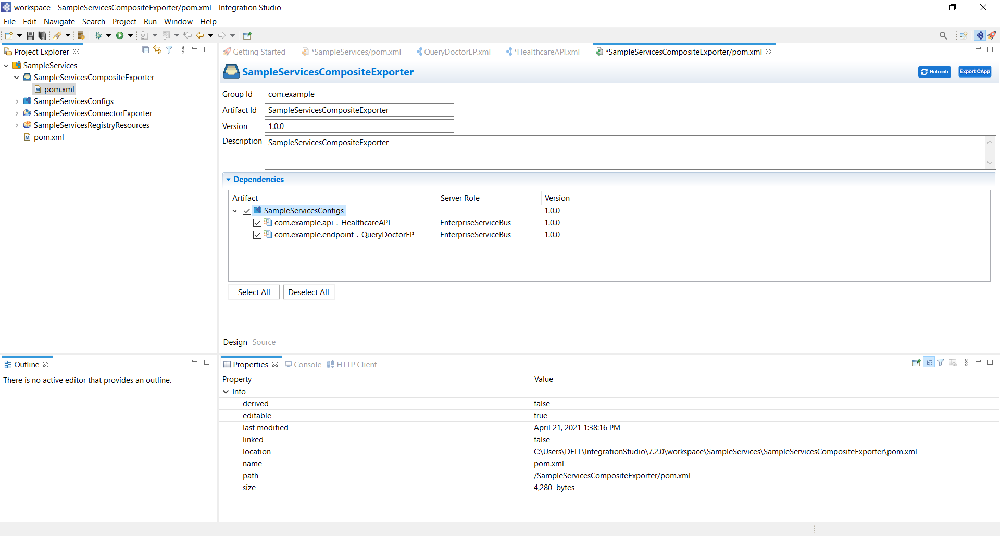 workspace - SampleServicesCompositeExporter/pom.xml - Integration Studio
File Edit Navigate Search Project Run Window Help
Project Explorer
SampleServices
SampleServicesCompositeExporter
pom.xml
SampleServicesConfigs
SampleServicesConnectorExporter
SampleServicesRegistryResources
pom.xml
Getting Started *SampleServices/pom.xml QueryDoctorEP.xml *HealthcareAPI.xml *SampleServicesCompositeExporter/pom.xml
SampleServicesCompositeExporter Refresh Export CApp
Group Id com.example
Artifact Id SampleServicesCompositeExporter
Version 1.0.0
Description SampleServicesCompositeExporter
Dependencies
Artifact Server Role Version
SampleServicesConfigs -- 1.0.0
com.example.api_._HealthcareAPI EnterpriseServiceBus 1.0.0
com.example.endpoint_._QueryDoctorEP EnterpriseServiceBus 1.0.0
Select All Deselect All
Design Source
Outline
There is no active editor that provides an outline.
Properties Console HTTP Client
Property Value
Info
derived false
editable true
last modified April 21, 2021 1:38:16 PM
linked false
location C:\Users\DELL\IntegrationStudio\7.2.0\workspace\SampleServices\SampleServicesCompositeExporter\pom.xml
name pom.xml
path /SampleServicesCompositeExporter/pom.xml
size 4,280 bytes